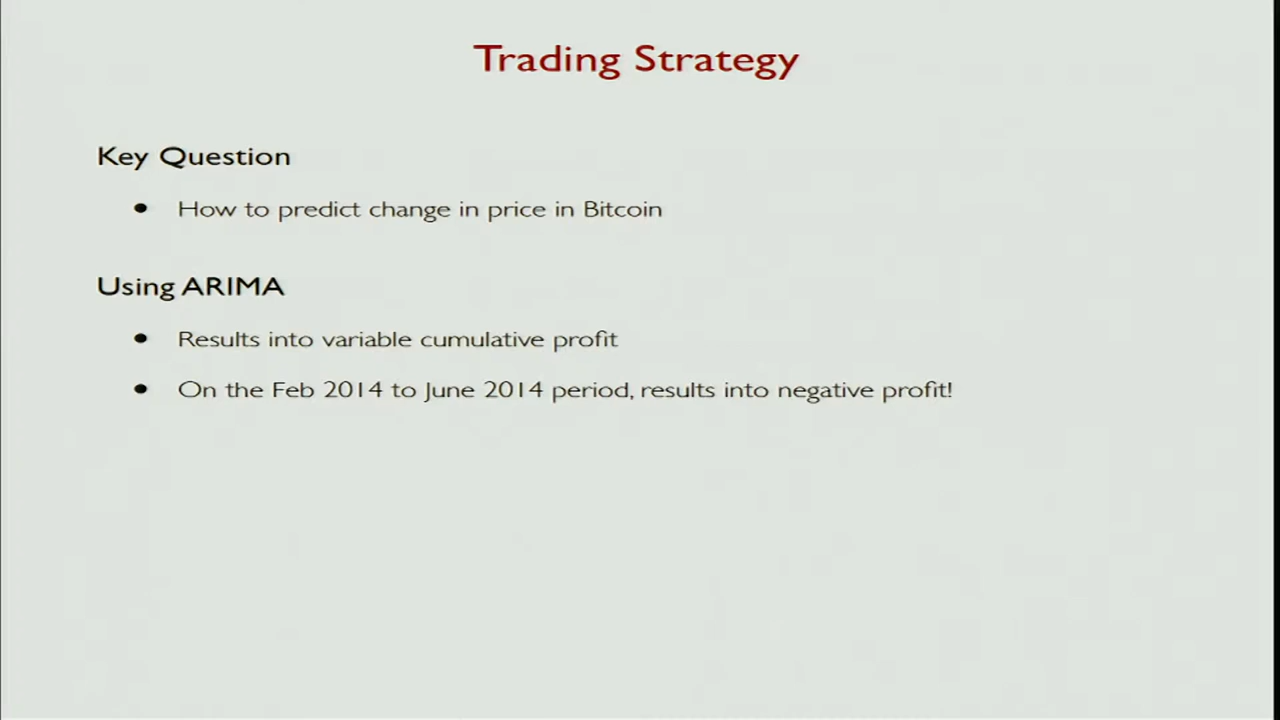 Trading Strategy
Key Question
• How to predict change in price in Bitcoin
Using ARIMA
• Results into variable cumulative profit
• On the Feb 2014 to June 2014 period, results into negative profit!